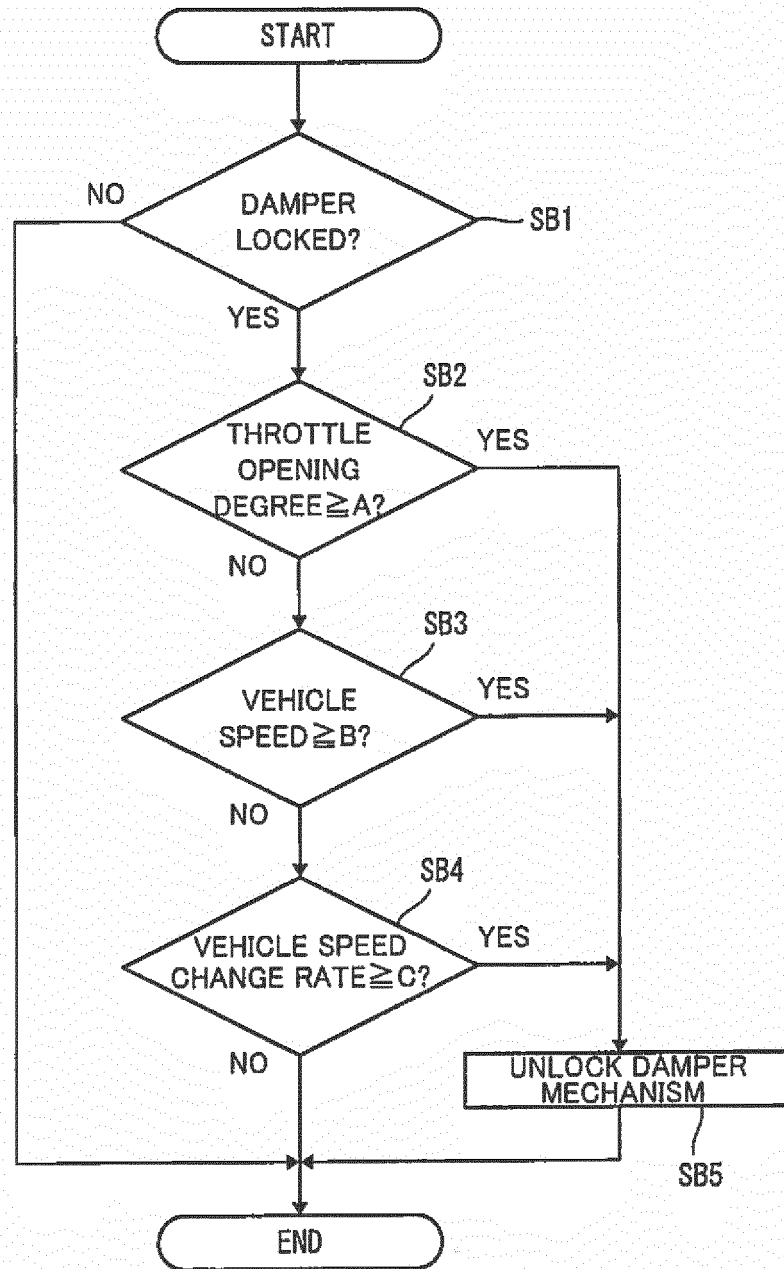 START
NO
DAMPER
LOCKED?
SB1
YES
SB2
THROTTLE
OPENING
DEGREE≧A?
YES
NO
SB3
VEHICLE
SPEED≧B?
YES
NO
SB4
VEHICLE SPEED
CHANGE RATE≧C?
YES
NO
UNLOCK DAMPER
MECHANISM
SB5
END